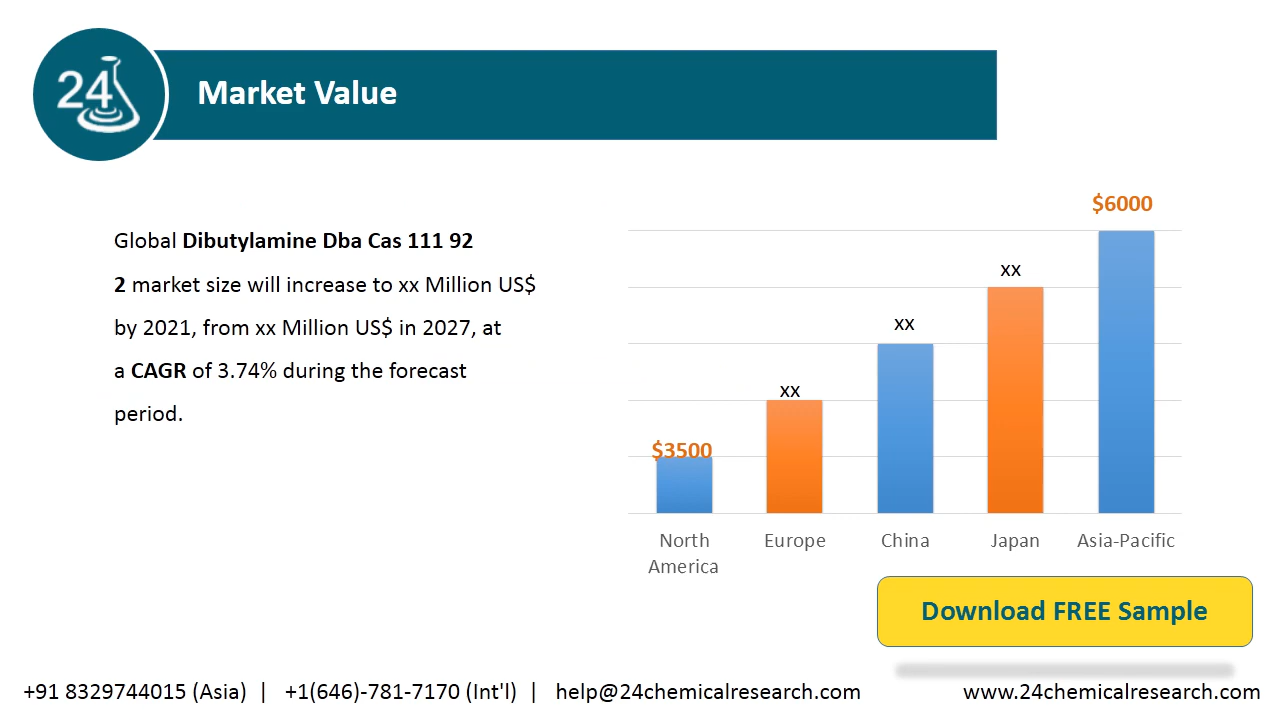 24
Market Value
Global Dibutylamine Dba Cas 111 92
2 market size will increase to xx Million US$
by 2021, from xx Million US$ in 2027, at
a CAGR of 3.74% during the forecast
period.
$6000
xx
xx
xx
$3500
North
America
Europe
China
Japan
Asia-Pacific
Download FREE Sample
+91 8329744015 (Asia) | +1(646)-781-7170 (Int'l) | help@24chemicalresearch.com
www.24chemicalresearch.com